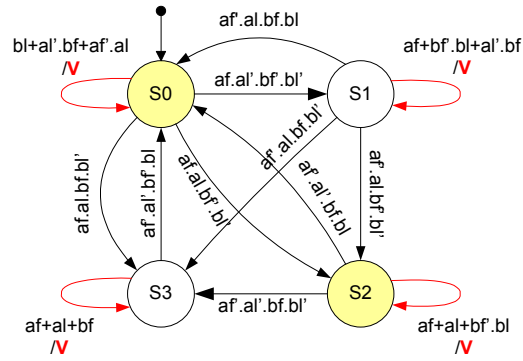 af'.al.bf.bl
bl+al'.bf+af'.al
/V
af+bf'.bl+al'.bf
/V
S0
af.al'.bf'.bl'
S1
af.al.bf.bl'
af'.al'.bf'.bl
af.al.bf'.bl'
af'.al.bf.bl'
af'.al'.bf.bl
af'.al.bf'.bl'
S3
af'.al'.bf.bl'
S2
af+al+bf
/V
af+al+bf'.bl
/V